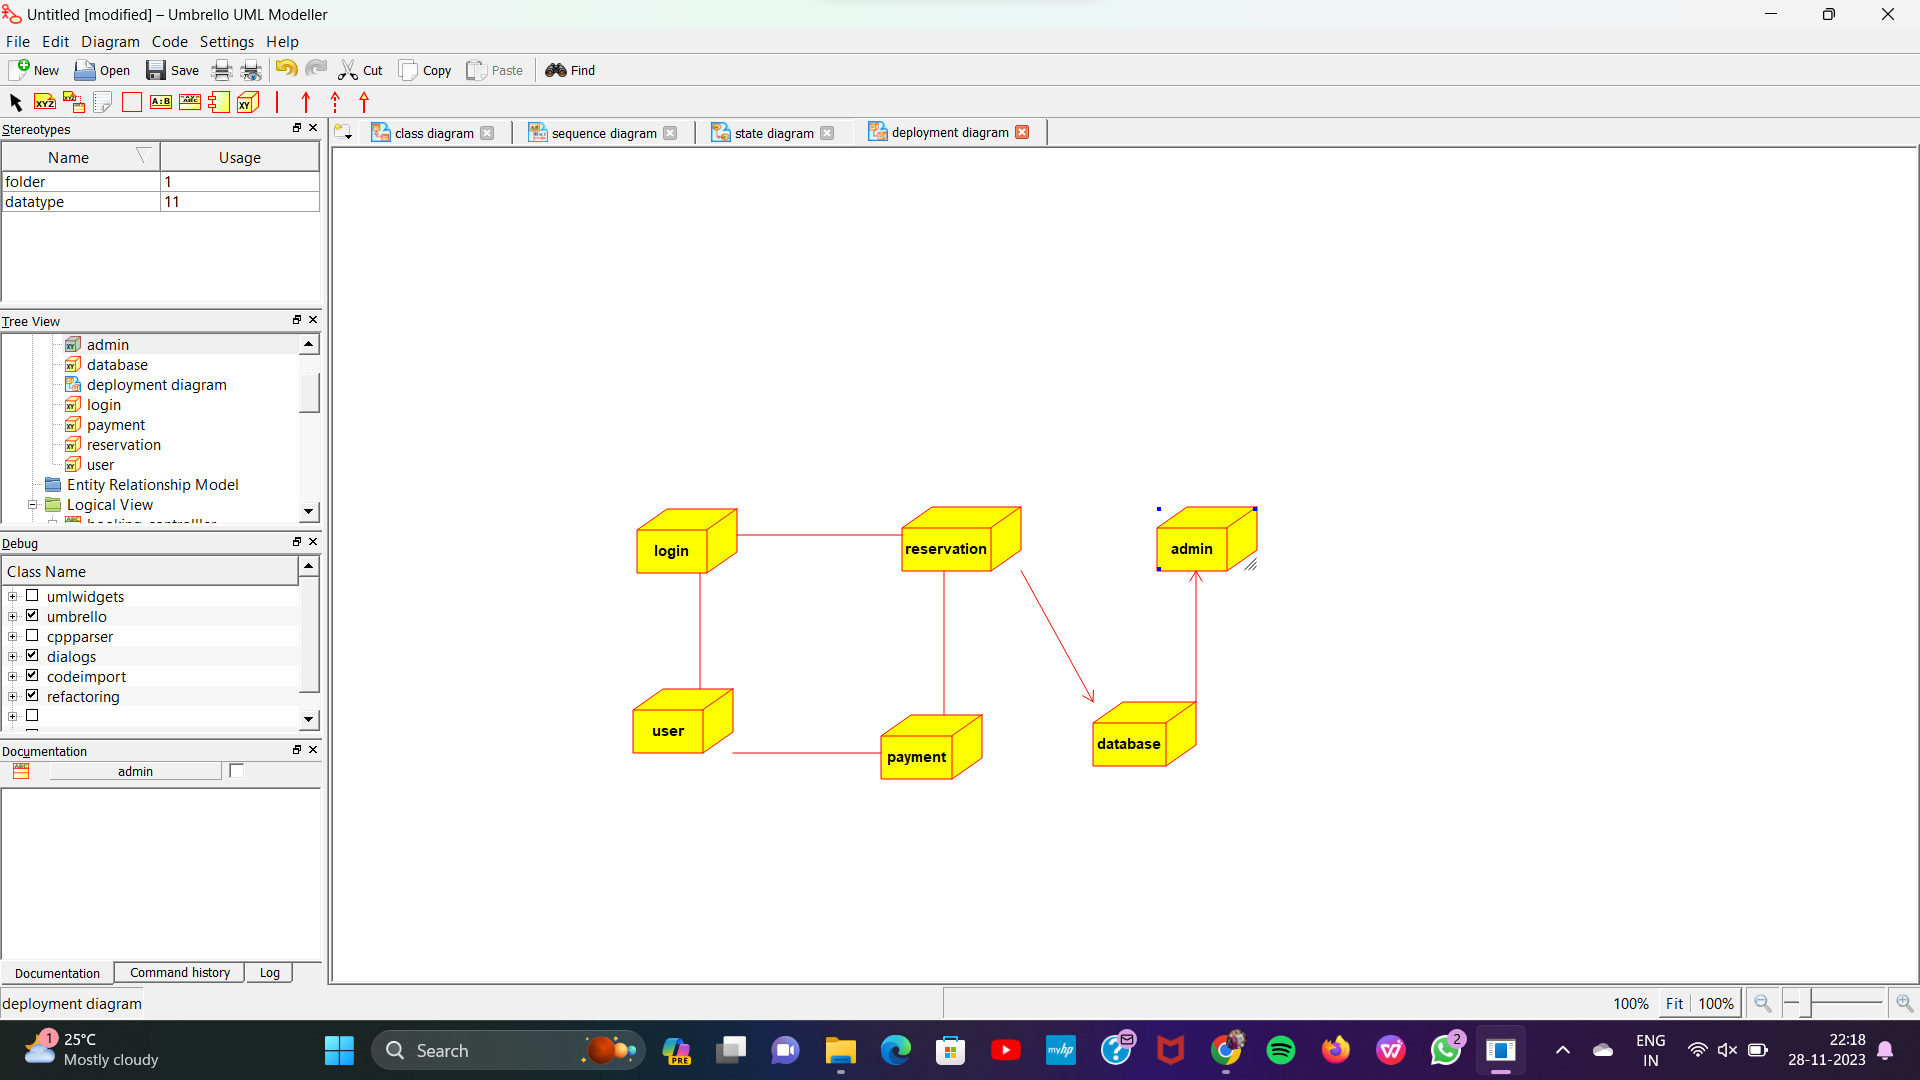 Untitled [modified] – Umbrello UML Modeller
File Edit Diagram Code Settings Help
New Open Save Cut Copy Paste Find
Stereotypes
class diagram sequence diagram state diagram deployment diagram
Name Usage
folder 1
datatype 11
Tree View
admin
database
deployment diagram
login
payment
reservation
user
Entity Relationship Model
Logical View
Debug
Class Name
umlwidgets
umbrello
cppparser
dialogs
codeimport
refactoring
Documentation
admin
Documentation Command history Log
login
reservation
admin
user
payment
database
deployment diagram
100% Fit 100%
1
25°C
Mostly cloudy
Search
PRE
myhp
2
ENG
IN
22:18
28-11-2023